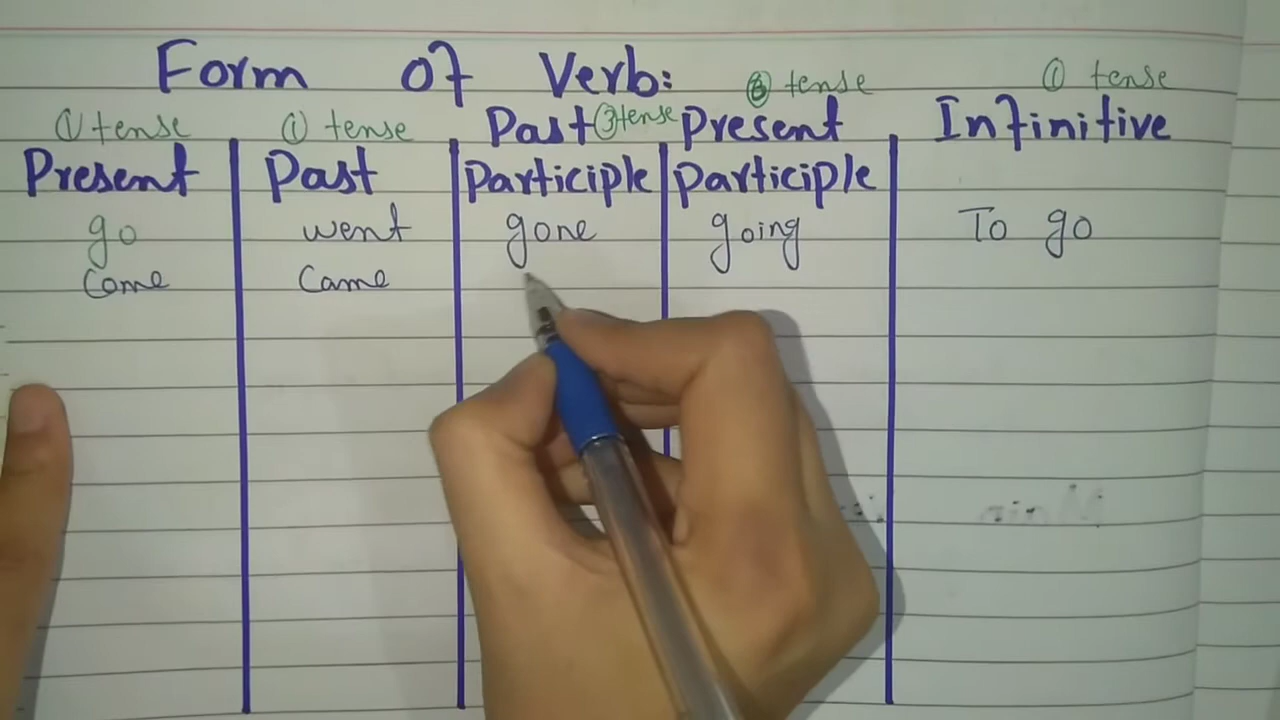 Form of Verb:
① tense ① tense Past ③ tense Present tense Infinitive ① tense
Present Past Participle Participle
go went gone going To go
Come Came